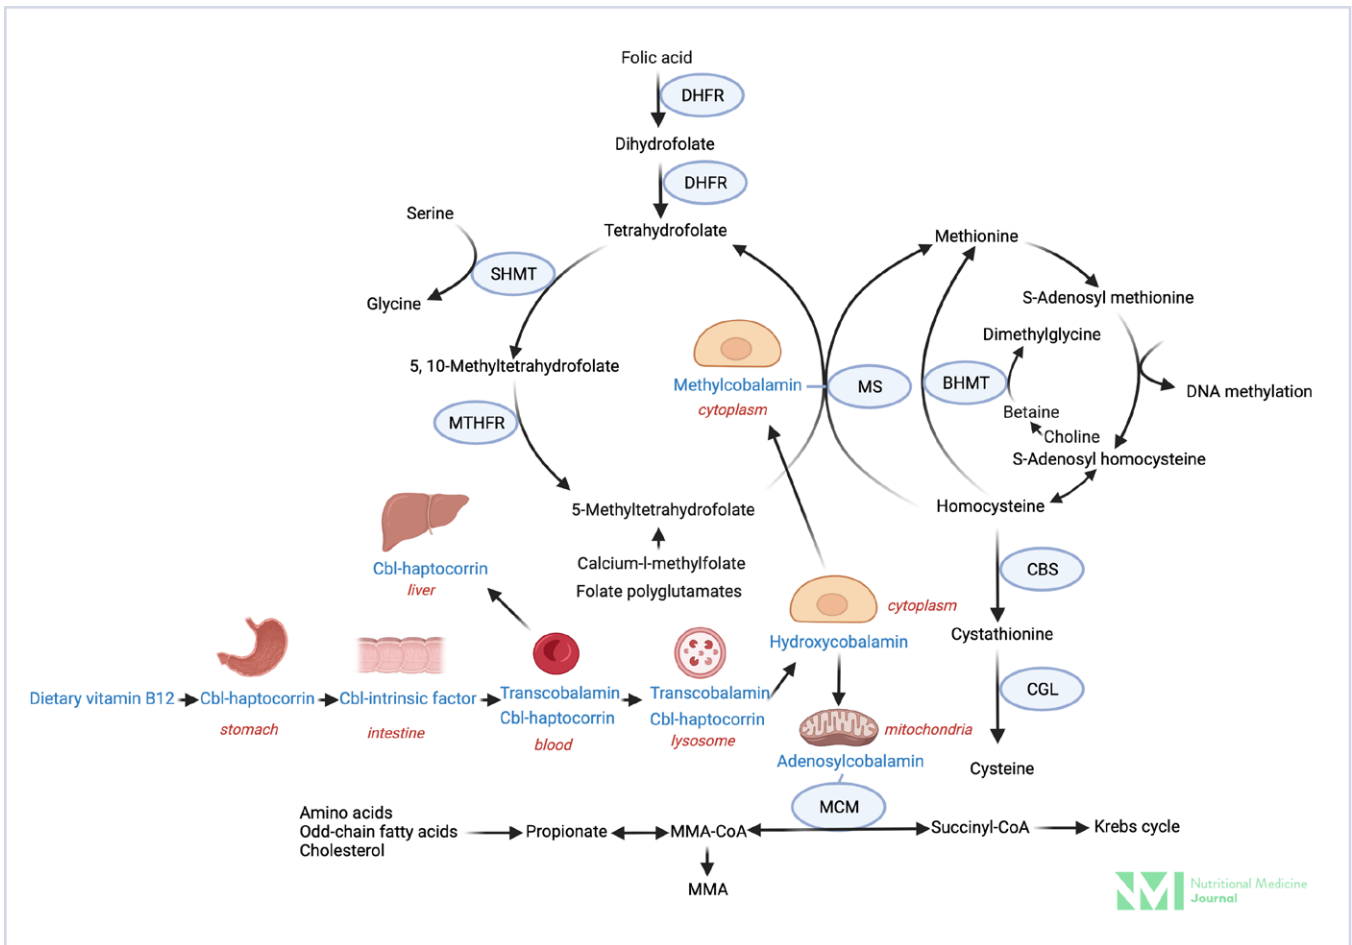 Folic acid
DHFR
Dihydrofolate
DHFR
Tetrahydrofolate
Serine
SHMT
Glycine
5, 10-Methyltetrahydrofolate
MTHFR
5-Methyltetrahydrofolate
Calcium-l-methylfolate
Folate polyglutamates
Methylcobalamin
cytoplasm
MS
Methionine
S-Adenosyl methionine
Dimethylglycine
BHMT
Betaine
Choline
DNA methylation
S-Adenosyl homocysteine
Homocysteine
CBS
Cystathionine
CGL
Cysteine
Cbl-haptocorrin
liver
Dietary vitamin B12
Cbl-haptocorrin
stomach
Cbl-intrinsic factor
intestine
Transcobalamin
Cbl-haptocorrin
blood
Transcobalamin
Cbl-haptocorrin
lysosome
cytoplasm
Hydroxycobalamin
mitochondria
Adenosylcobalamin
MCM
Amino acids
Odd-chain fatty acids
Cholesterol
Propionate
MMA-CoA
Succinyl-CoA
Krebs cycle
MMA
NMJ
Nutritional Medicine
Journal